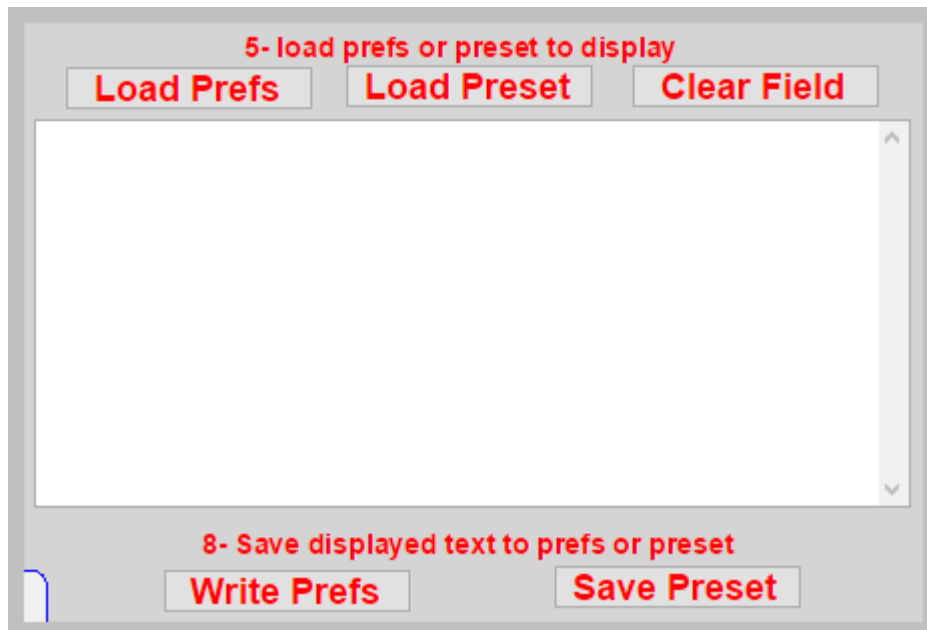 5- load prefs or preset to display
Load Prefs Load Preset Clear Field
8- Save displayed text to prefs or preset
Write Prefs Save Preset